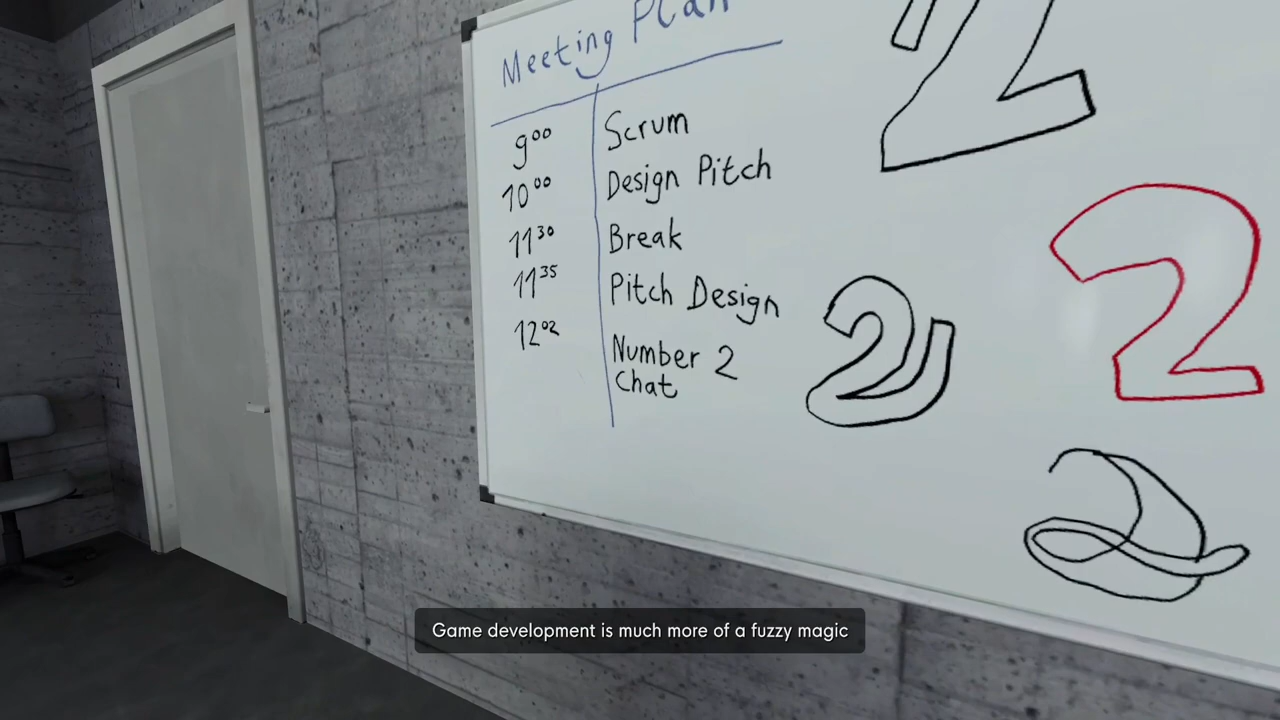 Meeting Plan
9⁰⁰ Scrum
10⁰⁰ Design Pitch
11³⁰ Break
11³⁵ Pitch Design
12⁰² Number 2
Chat
2
2
2
2
Game development is much more of a fuzzy magic